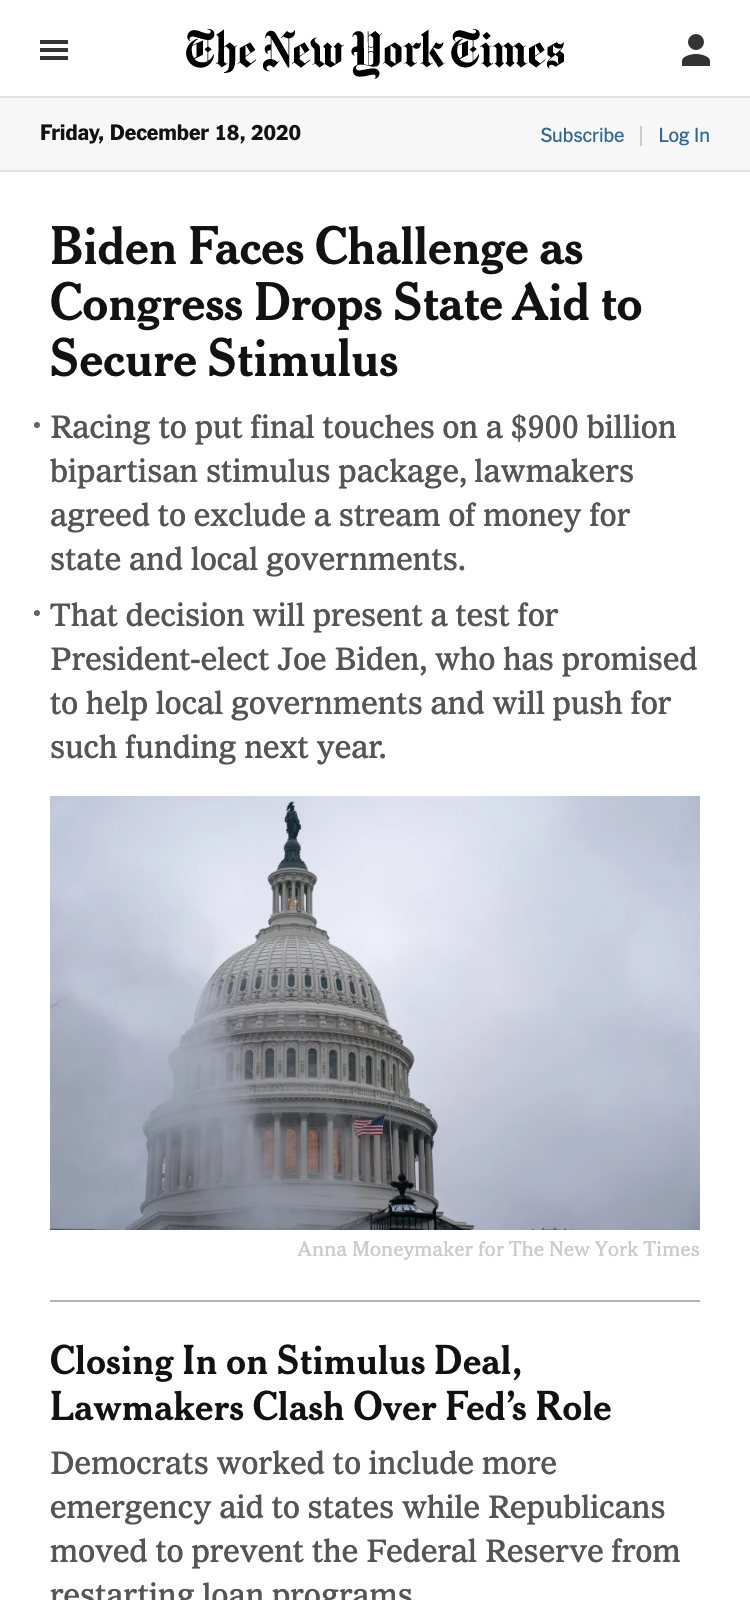 The New York Times
Friday, December 18, 2020
Subscribe | Log In
Biden Faces Challenge as
Congress Drops State Aid to
Secure Stimulus
• Racing to put final touches on a $900 billion
bipartisan stimulus package, lawmakers
agreed to exclude a stream of money for
state and local governments.
• That decision will present a test for
President-elect Joe Biden, who has promised
to help local governments and will push for
such funding next year.
Anna Moneymaker for The New York Times
Closing In on Stimulus Deal,
Lawmakers Clash Over Fed’s Role
Democrats worked to include more
emergency aid to states while Republicans
moved to prevent the Federal Reserve from
restarting loan programs.